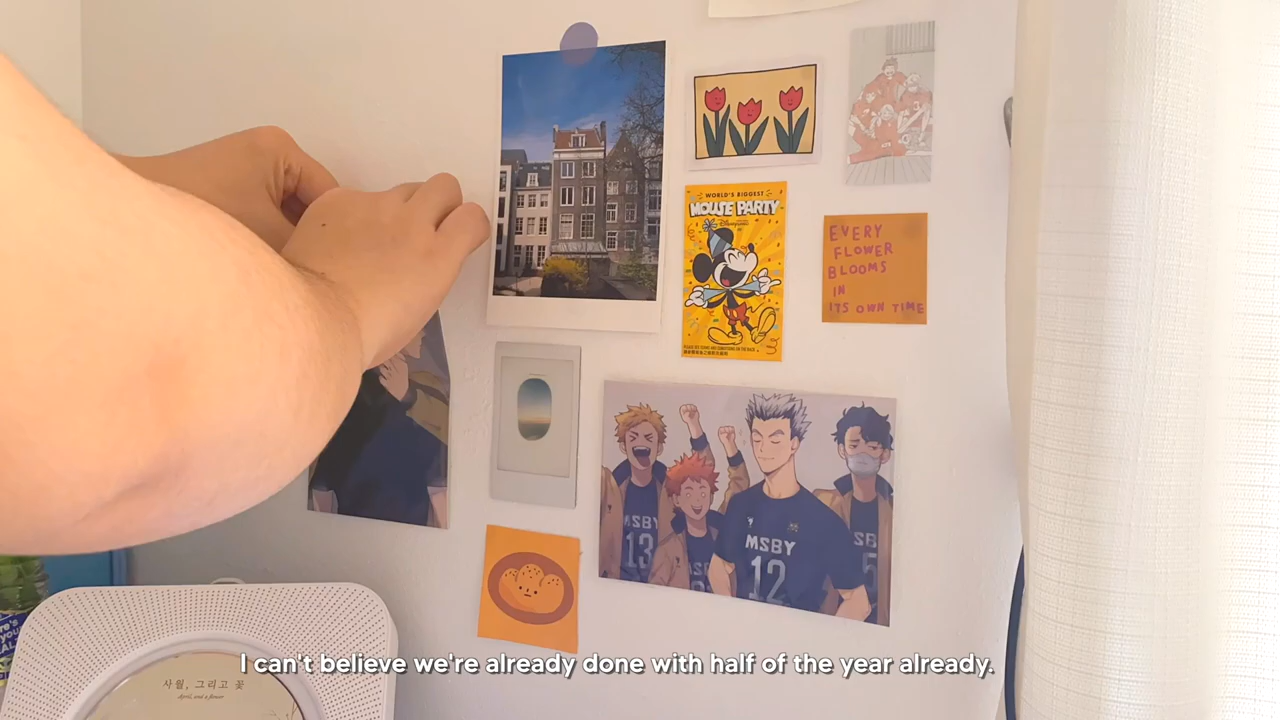 WORLD'S BIGGEST
MOUSE PARTY
EVERY
FLOWER
BLOOMS
IN
ITS OWN TIME
MSBY
13
MSBY
12
사월, 그리고 꽃
April, and a flower
I can't believe we're already done with half of the year already.